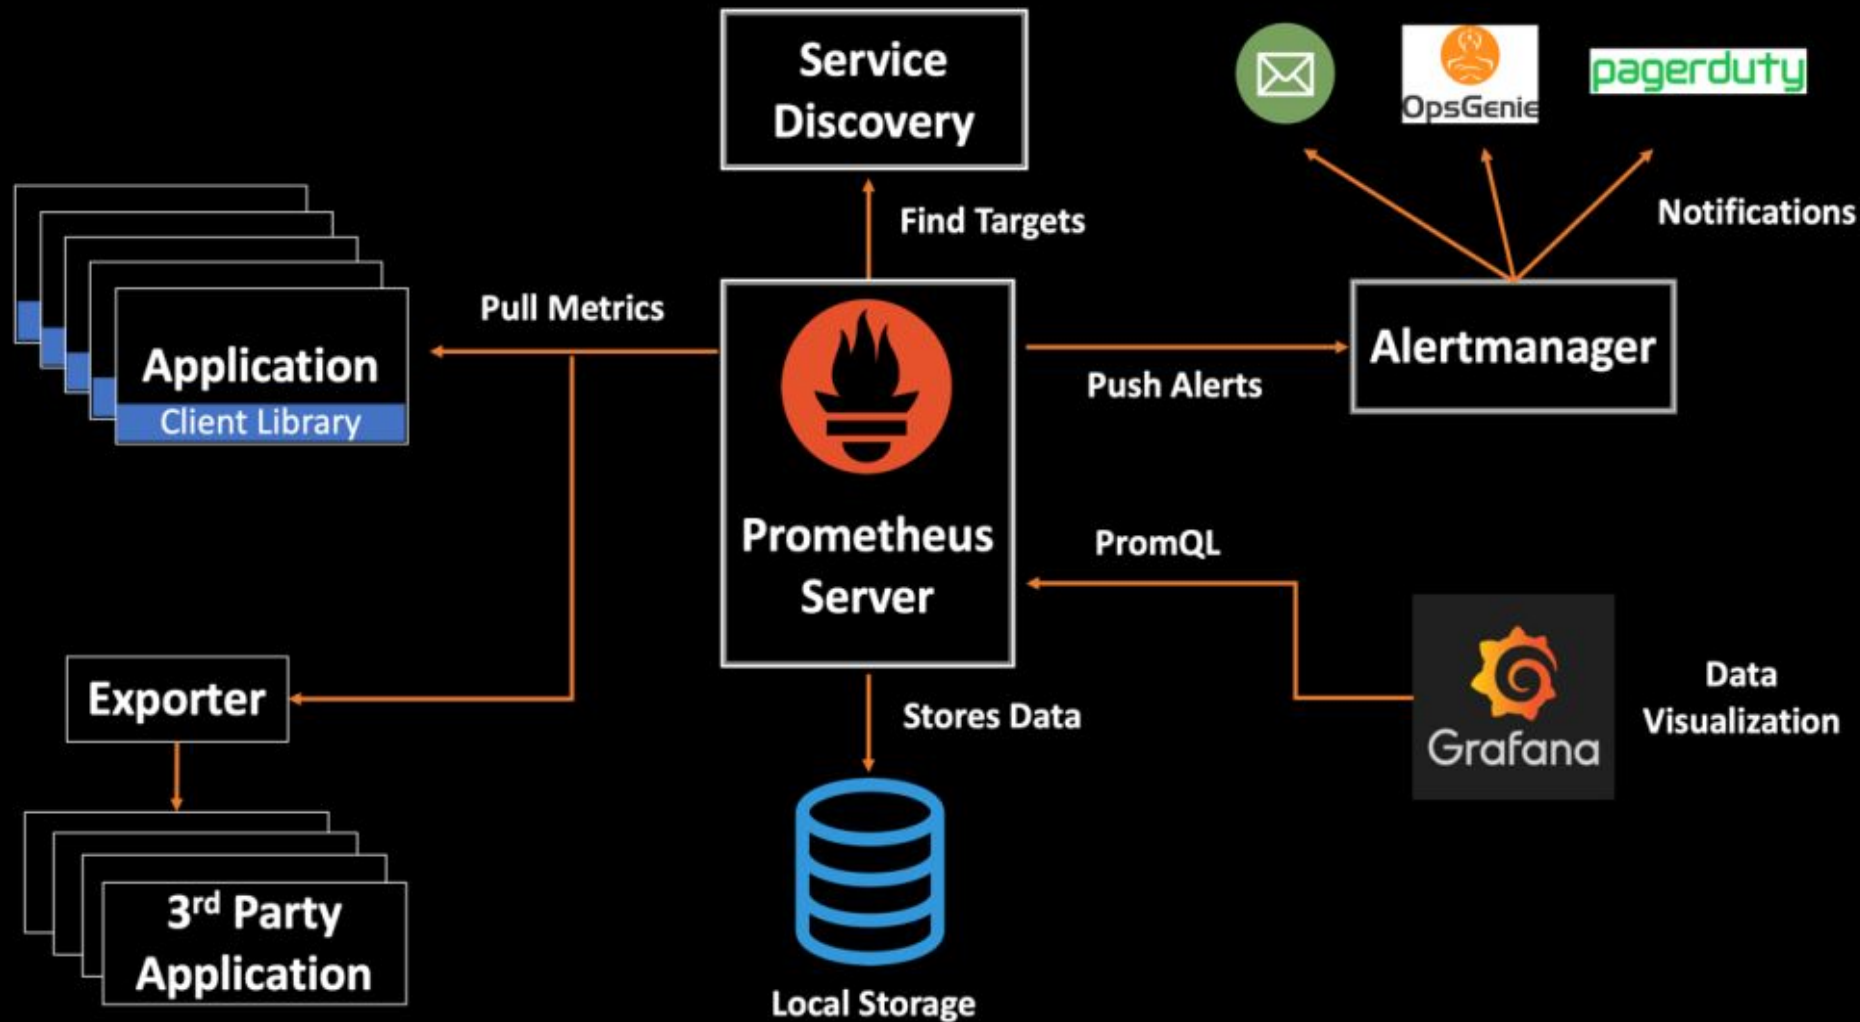 Service
Discovery
OpsGenie
pagerduty
Find Targets
Notifications
Pull Metrics
Application
Client Library
Push Alerts
Alertmanager
Prometheus
Server
PromQL
Exporter
Stores Data
Grafana
Data
Visualization
3rd Party
Application
Local Storage